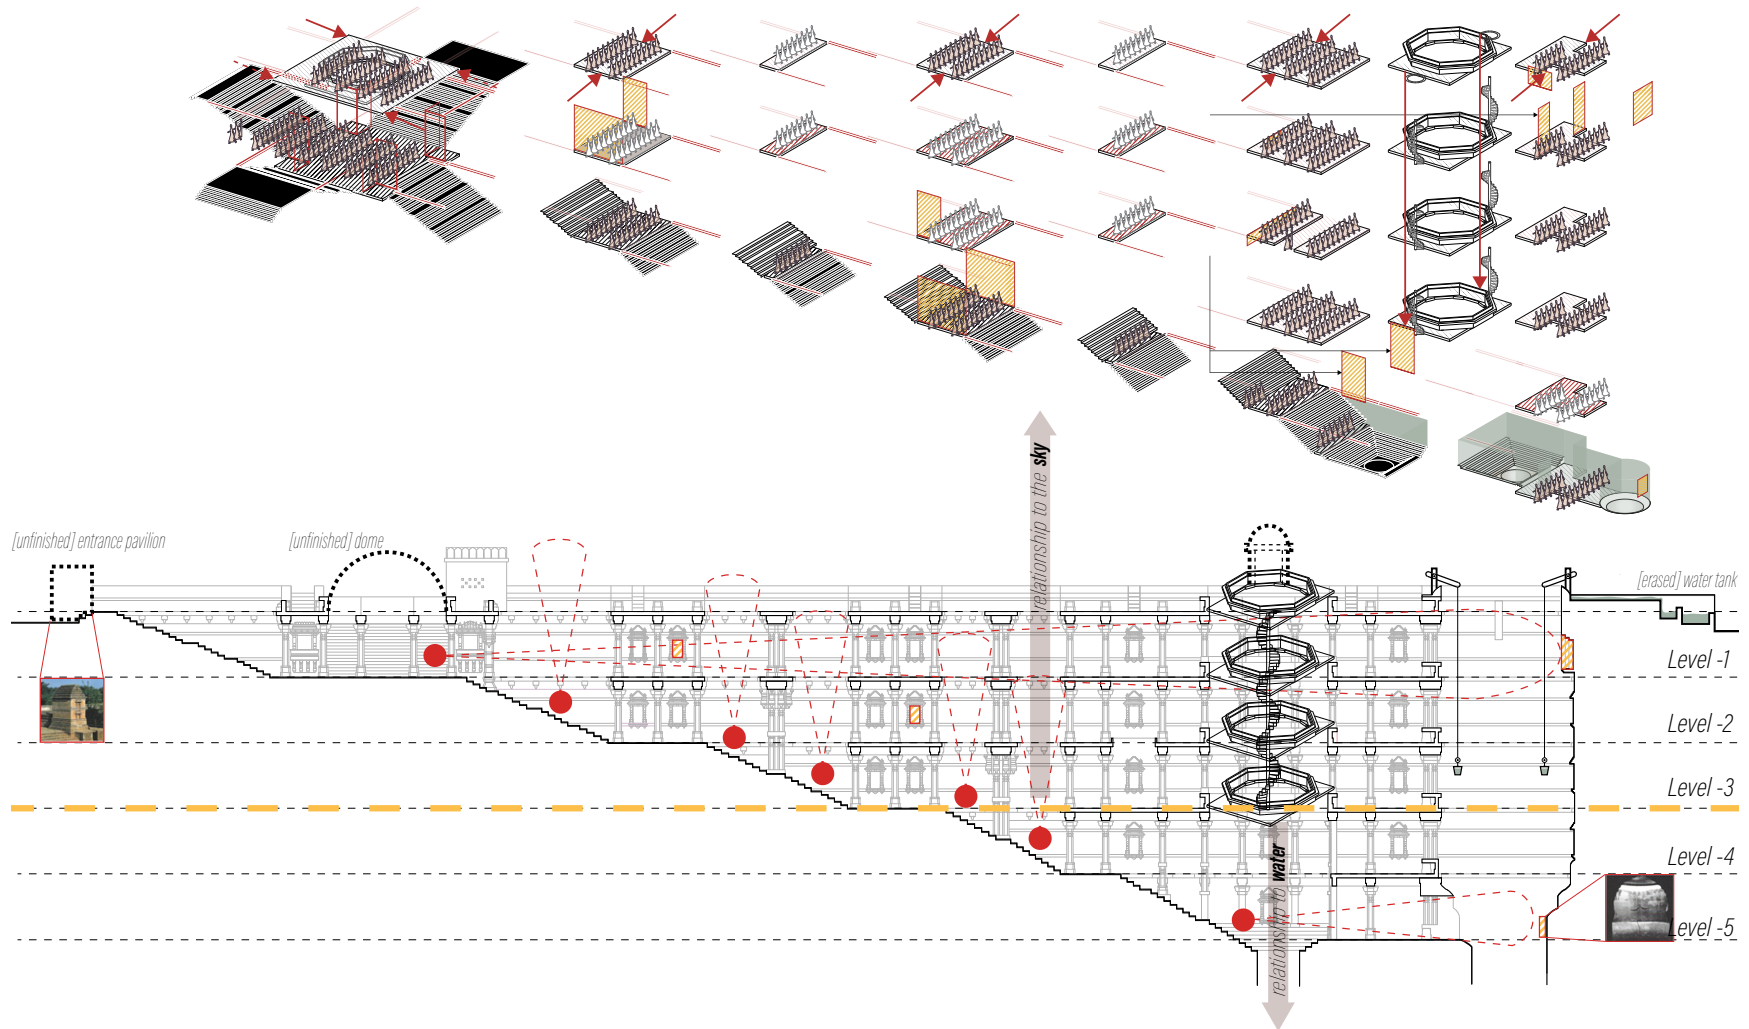 relationship to the sky
[unfinished] entrance pavilion
[unfinished] dome
[erased] water tank
Level -1
Level -2
Level -3
Level -4
Level -5
relationship to water